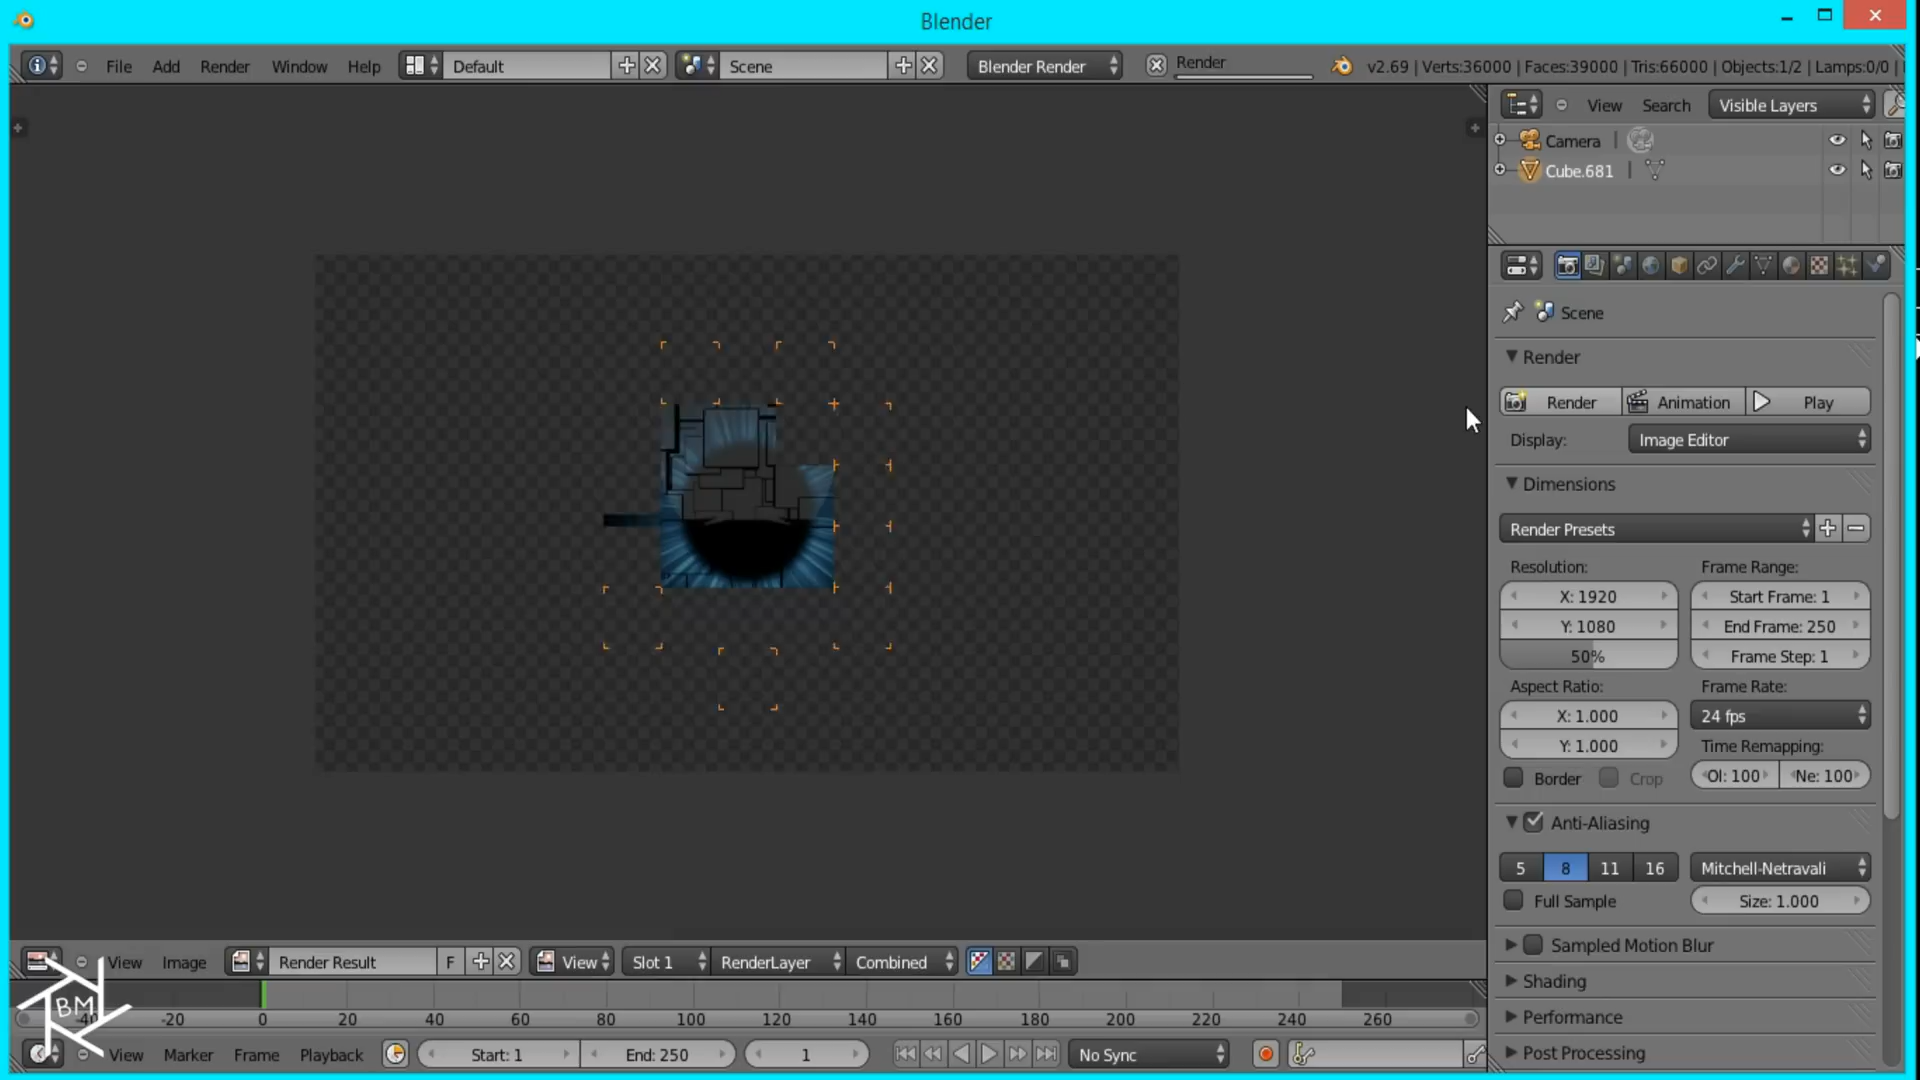 Blender
File Add Render Window Help Default Scene Blender Render Render v2.69 | Verts:36000 | Faces:39000 | Tris:66000 | Objects:1/2 | Lamps:0/0 |
View Search Visible Layers
Camera
Cube.681
Scene
Render
Render Animation Play
Display: Image Editor
Dimensions
Render Presets
Resolution: Frame Range:
X: 1920 Start Frame: 1
Y: 1080 End Frame: 250
50% Frame Step: 1
Aspect Ratio: Frame Rate:
X: 1.000 24 fps
Y: 1.000 Time Remapping:
Border Crop Ol: 100 Ne: 100
Anti-Aliasing
5 8 11 16 Mitchell-Netravali
Full Sample Size: 1.000
Sampled Motion Blur
Shading
Performance
Post Processing
View Image Render Result F View Slot 1 RenderLayer Combined
BM
-40 -20 0 20 40 60 80 100 120 140 160 180 200 220 240 260
View Marker Frame Playback Start: 1 End: 250 1 No Sync